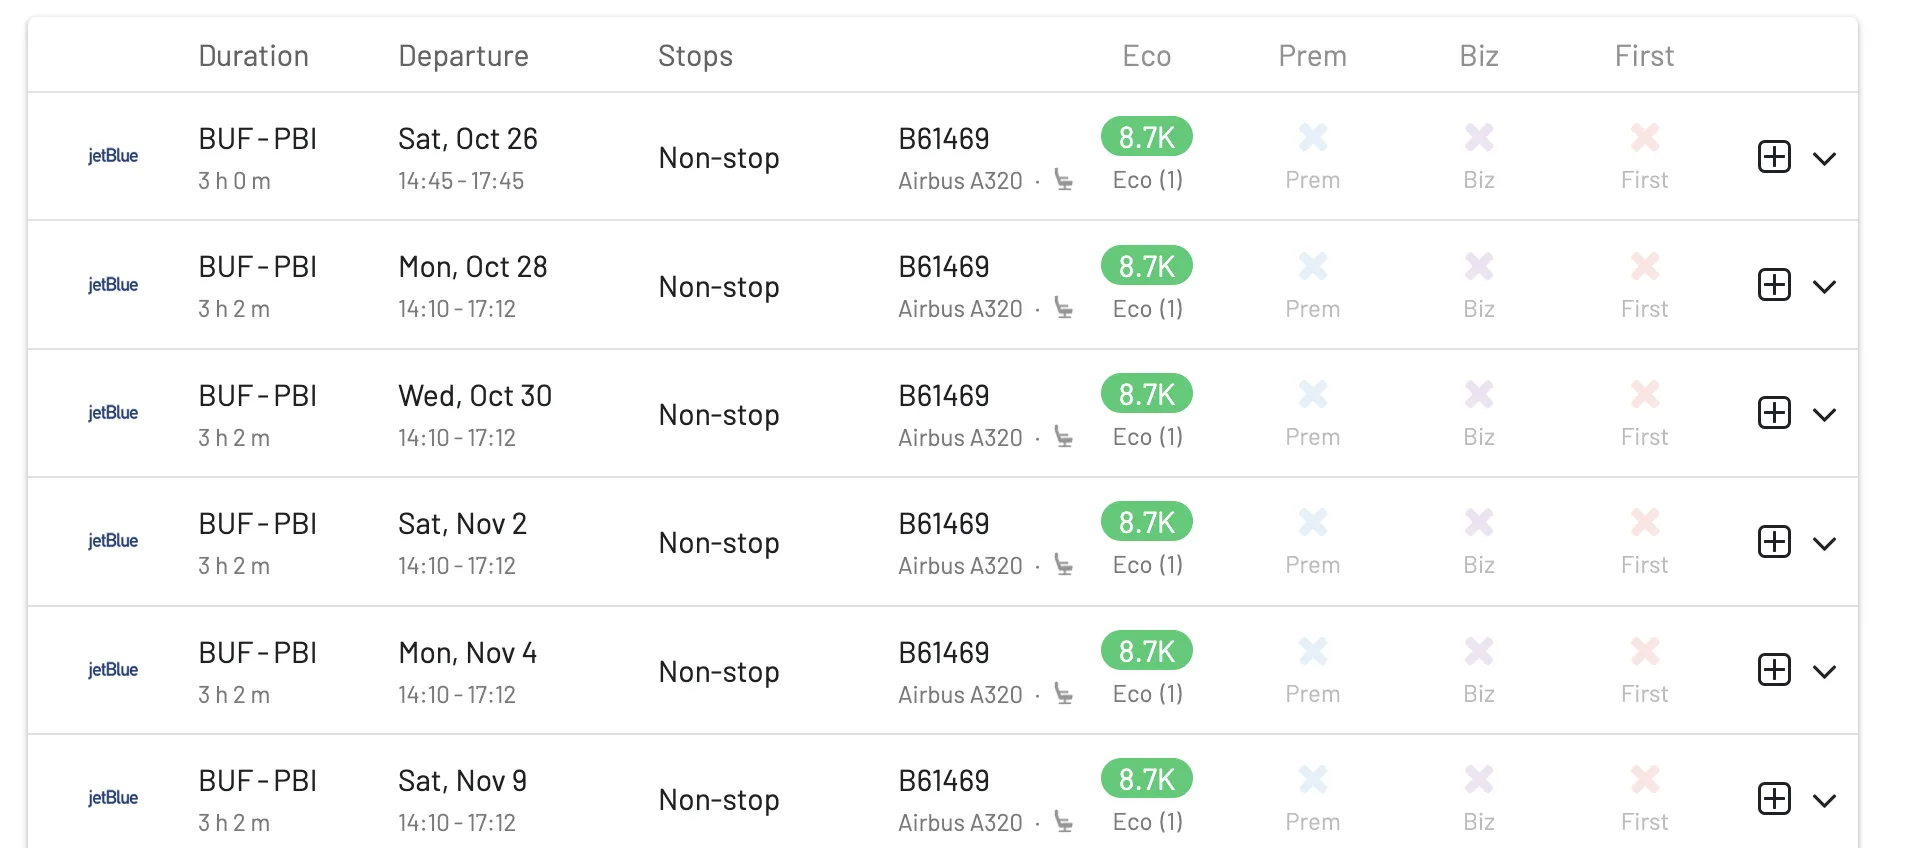 Duration Departure Stops Eco Prem Biz First
jetBlue BUF - PBI Sat, Oct 26 Non-stop B61469 8.7K
3 h 0 m 14:45 - 17:45 Airbus A320 · Eco (1) Prem Biz First
jetBlue BUF - PBI Mon, Oct 28 Non-stop B61469 8.7K
3 h 2 m 14:10 - 17:12 Airbus A320 · Eco (1) Prem Biz First
jetBlue BUF - PBI Wed, Oct 30 Non-stop B61469 8.7K
3 h 2 m 14:10 - 17:12 Airbus A320 · Eco (1) Prem Biz First
jetBlue BUF - PBI Sat, Nov 2 Non-stop B61469 8.7K
3 h 2 m 14:10 - 17:12 Airbus A320 · Eco (1) Prem Biz First
jetBlue BUF - PBI Mon, Nov 4 Non-stop B61469 8.7K
3 h 2 m 14:10 - 17:12 Airbus A320 · Eco (1) Prem Biz First
jetBlue BUF - PBI Sat, Nov 9 Non-stop B61469 8.7K
3 h 2 m 14:10 - 17:12 Airbus A320 · Eco (1) Prem Biz First